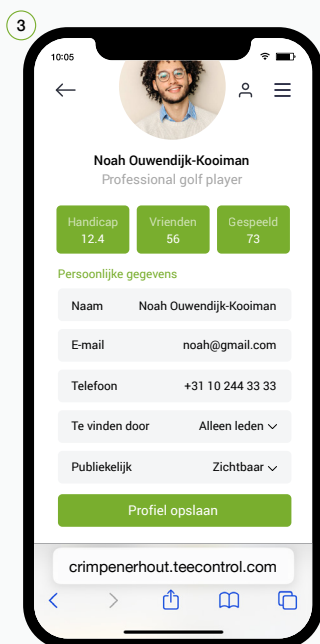 3
10:05
Noah Ouwendijk-Kooiman
Professional golf player
Handicap Vrienden Gespeeld
12.4 56 73
Persoonlijke gegevens
Naam Noah Ouwendijk-Kooiman
E-mail noah@gmail.com
Telefoon +31 10 244 33 33
Te vinden door Alleen leden
Publiekelijk Zichtbaar
Profiel opslaan
crimpenerhout.teecontrol.com